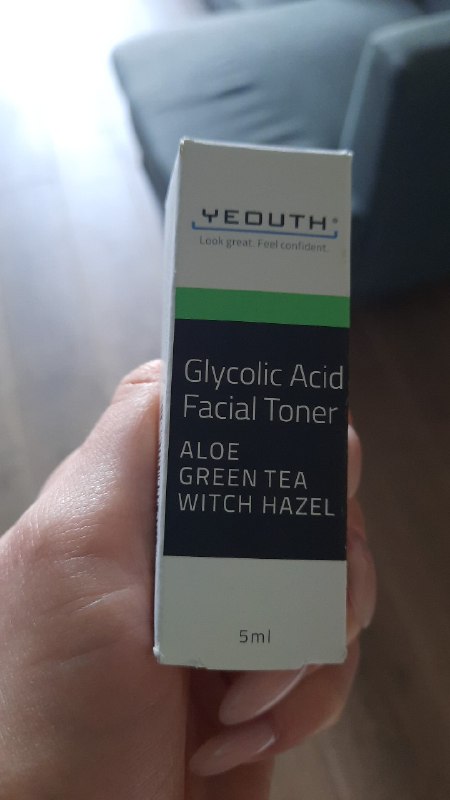 YEOUTH®
Look great. Feel confident.
Glycolic Acid
Facial Toner
ALOE
GREEN TEA
WITCH HAZEL
5ml